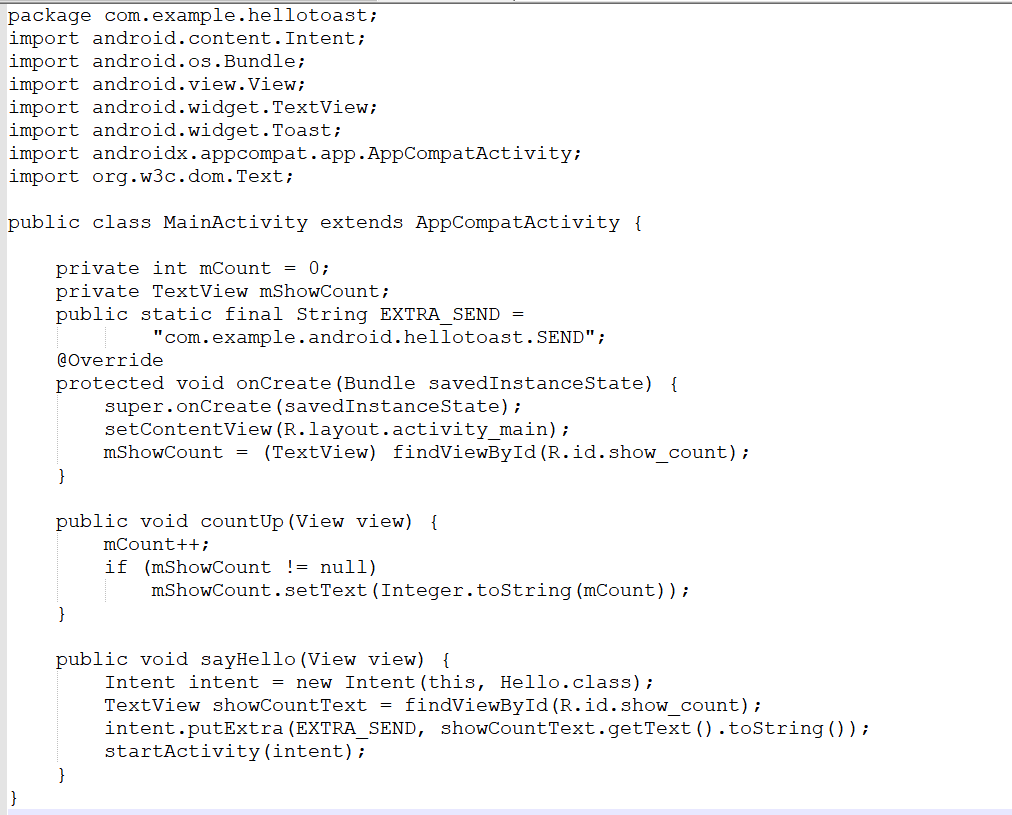 package com.example.hellotoast;
import android.content.Intent;
import android.os.Bundle;
import android.view.View;
import android.widget.TextView;
import android.widget.Toast;
import androidx.appcompat.app.AppCompatActivity;
import org.w3c.dom.Text;

public class MainActivity extends AppCompatActivity {

    private int mCount = 0;
    private TextView mShowCount;
    public static final String EXTRA_SEND =
            "com.example.android.hellotoast.SEND";
    @Override
    protected void onCreate(Bundle savedInstanceState) {
        super.onCreate(savedInstanceState);
        setContentView(R.layout.activity_main);
        mShowCount = (TextView) findViewById(R.id.show_count);
    }

    public void countUp(View view) {
        mCount++;
        if (mShowCount != null)
            mShowCount.setText(Integer.toString(mCount));
    }

    public void sayHello(View view) {
        Intent intent = new Intent(this, Hello.class);
        TextView showCountText = findViewById(R.id.show_count);
        intent.putExtra(EXTRA_SEND, showCountText.getText().toString());
        startActivity(intent);
    }
}